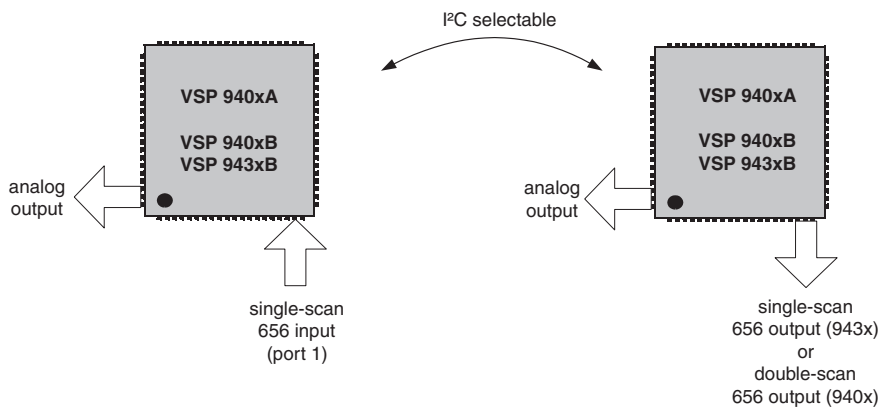 I²C selectable
VSP 940xA
VSP 940xB
VSP 943xB
analog
output
single-scan
656 input
(port 1)
VSP 940xA
VSP 940xB
VSP 943xB
analog
output
single-scan
656 output (943x)
or
double-scan
656 output (940x)